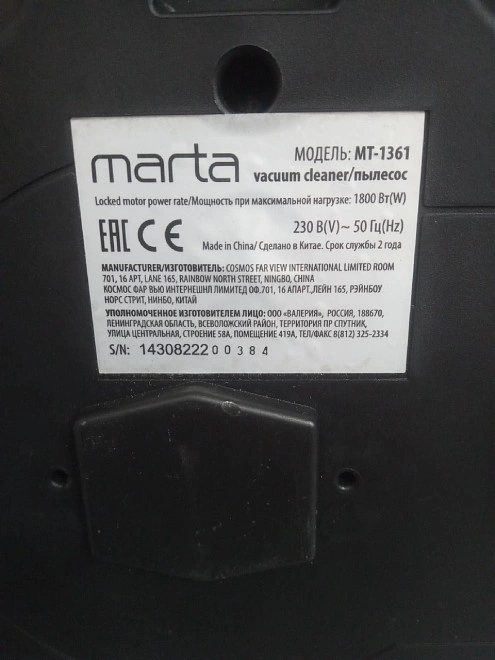 marta
МОДЕЛЬ: MT-1361
vacuum cleaner/пылесос
Locked motor power rate/Мощность при максимальной нагрузке: 1800 Вт(W)
EAC CE
230 В(V)~ 50 Гц(Hz)
Made in China/ Сделано в Китае. Срок службы 2 года
MANUFACTURER/ИЗГОТОВИТЕЛЬ: COSMOS FAR VIEW INTERNATIONAL LIMITED ROOM
701, 16 APT, LANE 165, RAINBOW NORTH STREET, NINGBO, CHINA
КОСМОС ФАР ВЬЮ ИНТЕРНЕШНЛ ЛИМИТЕД ОФ.701, 16 АПАРТ.,ЛЕЙН 165, РЭЙНБОУ
НОРС СТРИТ, НИНБО, КИТАЙ
УПОЛНОМОЧЕННОЕ ИЗГОТОВИТЕЛЕМ ЛИЦО: ООО «ВАЛЕРИЯ», РОССИЯ, 188670,
ЛЕНИНГРАДСКАЯ ОБЛАСТЬ, ВСЕВОЛОЖСКИЙ РАЙОН, ТЕРРИТОРИЯ ПР СПУТНИК,
УЛИЦА ЦЕНТРАЛЬНАЯ, СТРОЕНИЕ 58А, ПОМЕЩЕНИЕ 419А, ТЕЛ/ФАКС 8(812) 325-2334
S/N: 1430822200384